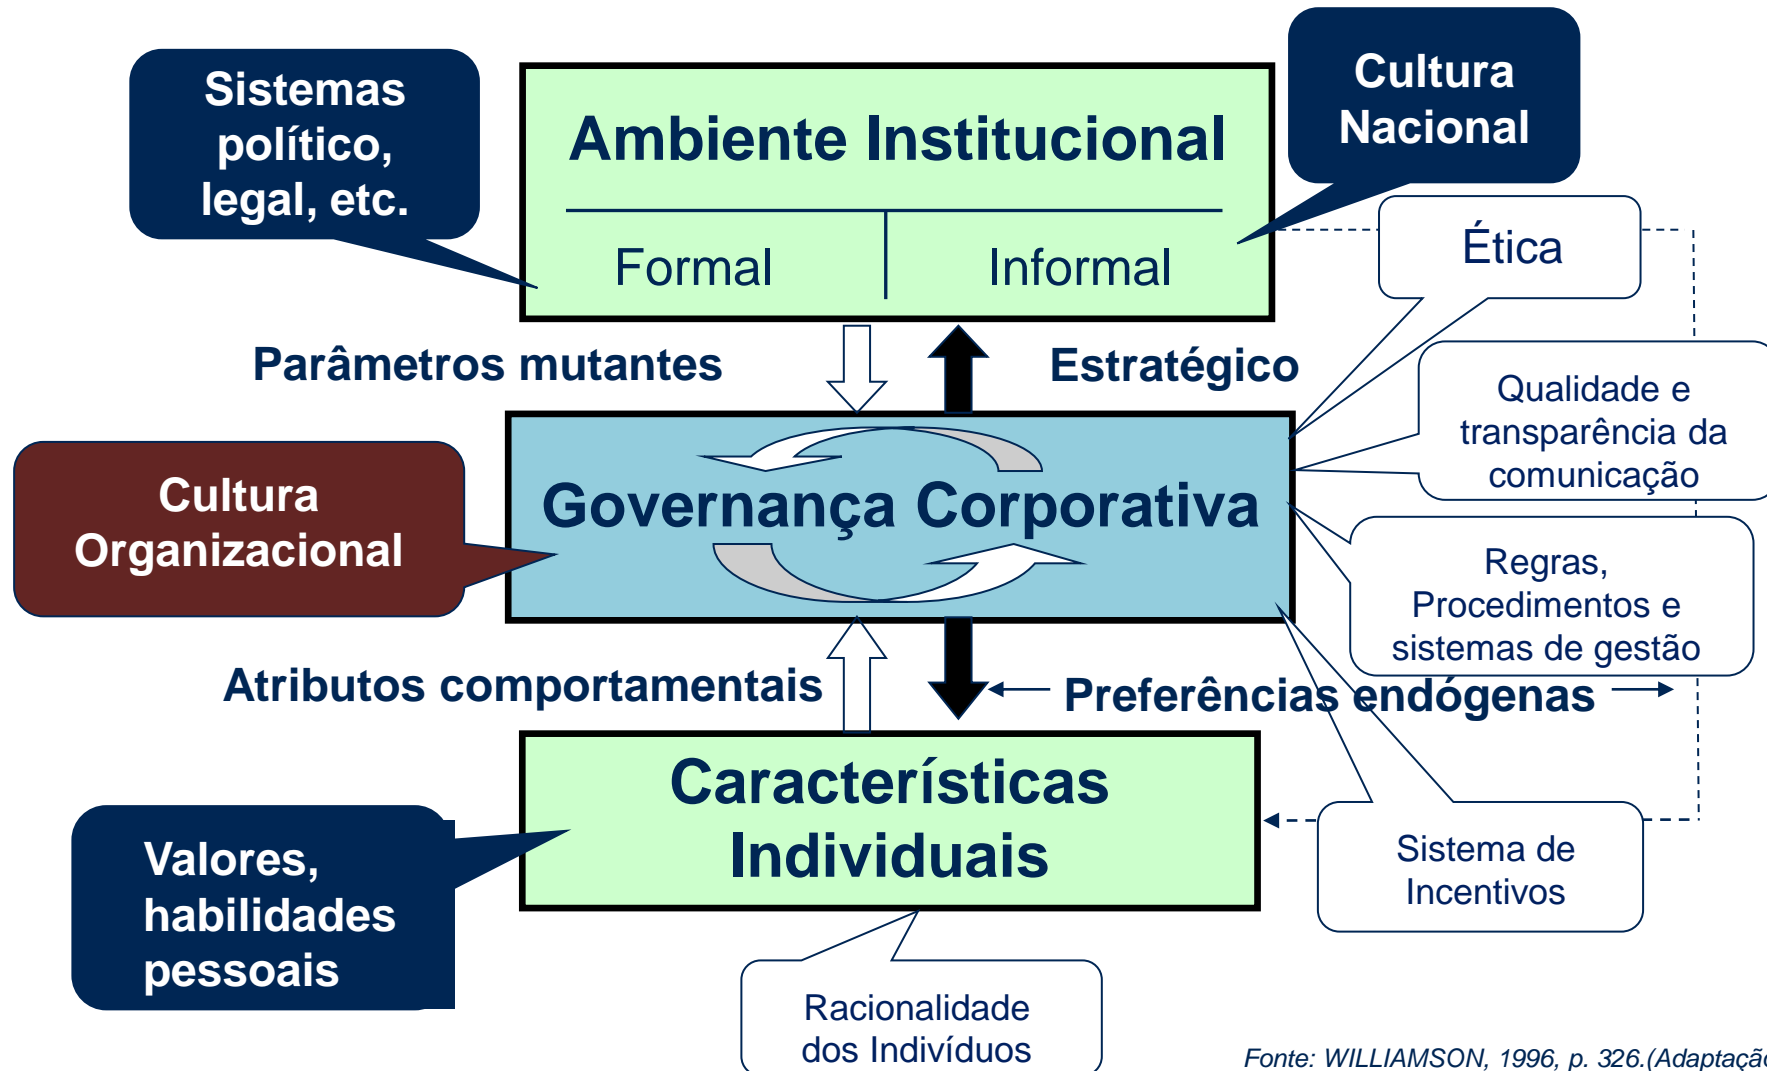 Sistemas
político,
legal, etc.
Ambiente Institucional
Formal
Informal
Cultura
Nacional
Ética
Parâmetros mutantes
Estratégico
Qualidade e
transparência da
comunicação
Cultura
Organizacional
Governança Corporativa
Regras,
Procedimentos e
sistemas de gestão
Atributos comportamentais
Preferências endógenas
Características
Individuais
Valores,
habilidades
pessoais
Sistema de
Incentivos
Racionalidade
dos Indivíduos
Fonte: WILLIAMSON, 1996, p. 326.(Adaptação